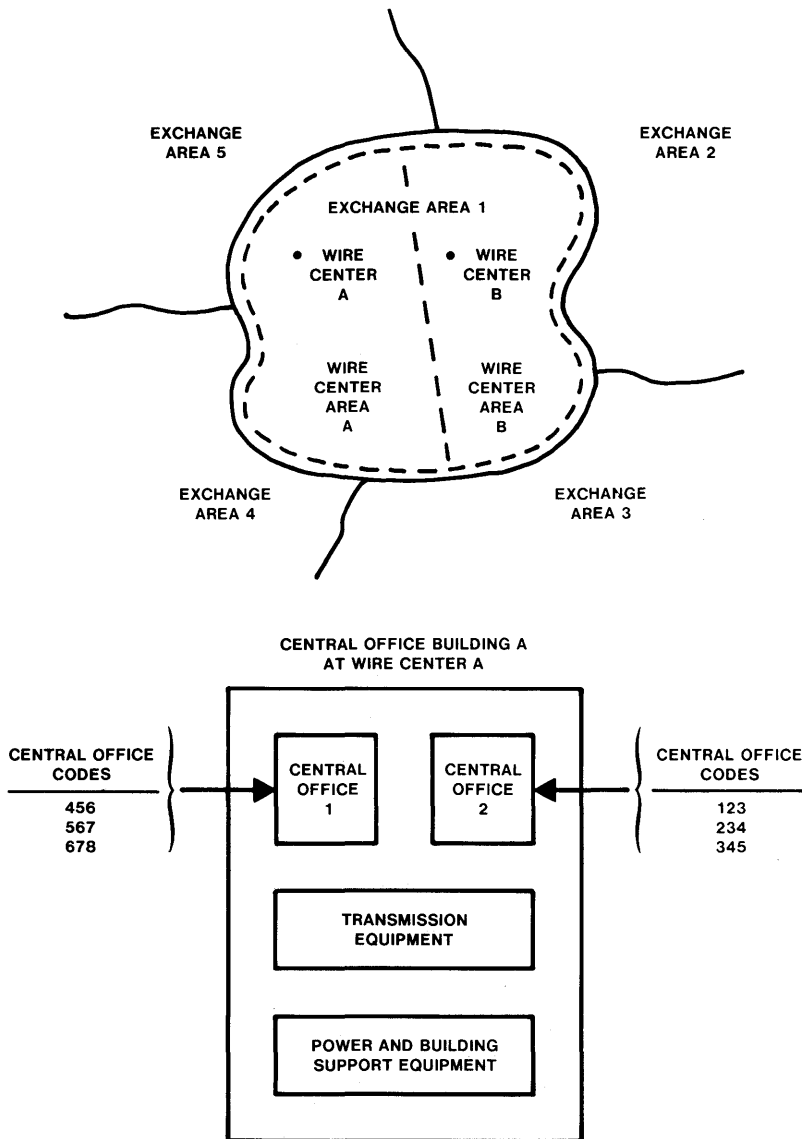 EXCHANGE
AREA 5
EXCHANGE
AREA 2
EXCHANGE AREA 1
WIRE
CENTER
A
WIRE
CENTER
B
WIRE
CENTER
AREA
A
WIRE
CENTER
AREA
B
EXCHANGE
AREA 4
EXCHANGE
AREA 3
CENTRAL OFFICE BUILDING A
AT WIRE CENTER A
CENTRAL OFFICE
CODES
456
567
678
CENTRAL
OFFICE
1
CENTRAL
OFFICE
2
CENTRAL OFFICE
CODES
123
234
345
TRANSMISSION
EQUIPMENT
POWER AND BUILDING
SUPPORT EQUIPMENT